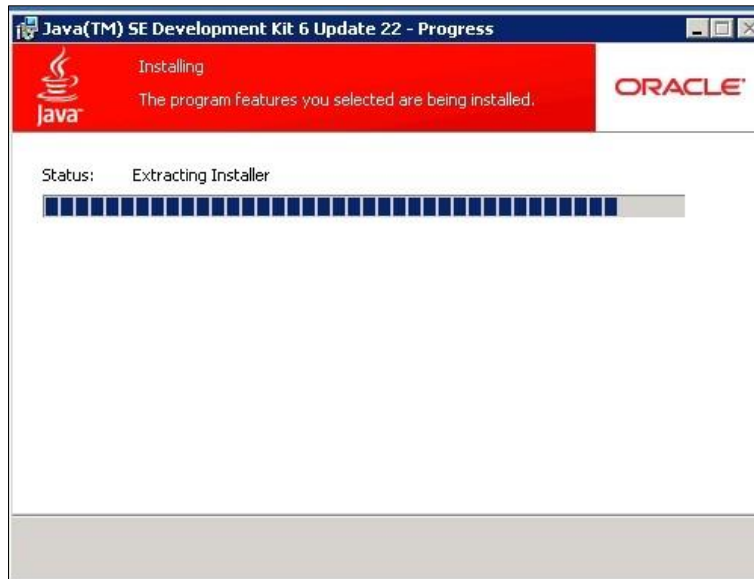 Java(TM) SE Development Kit 6 Update 22 - Progress
Java™
Installing
The program features you selected are being installed.
ORACLE®
Status: Extracting Installer